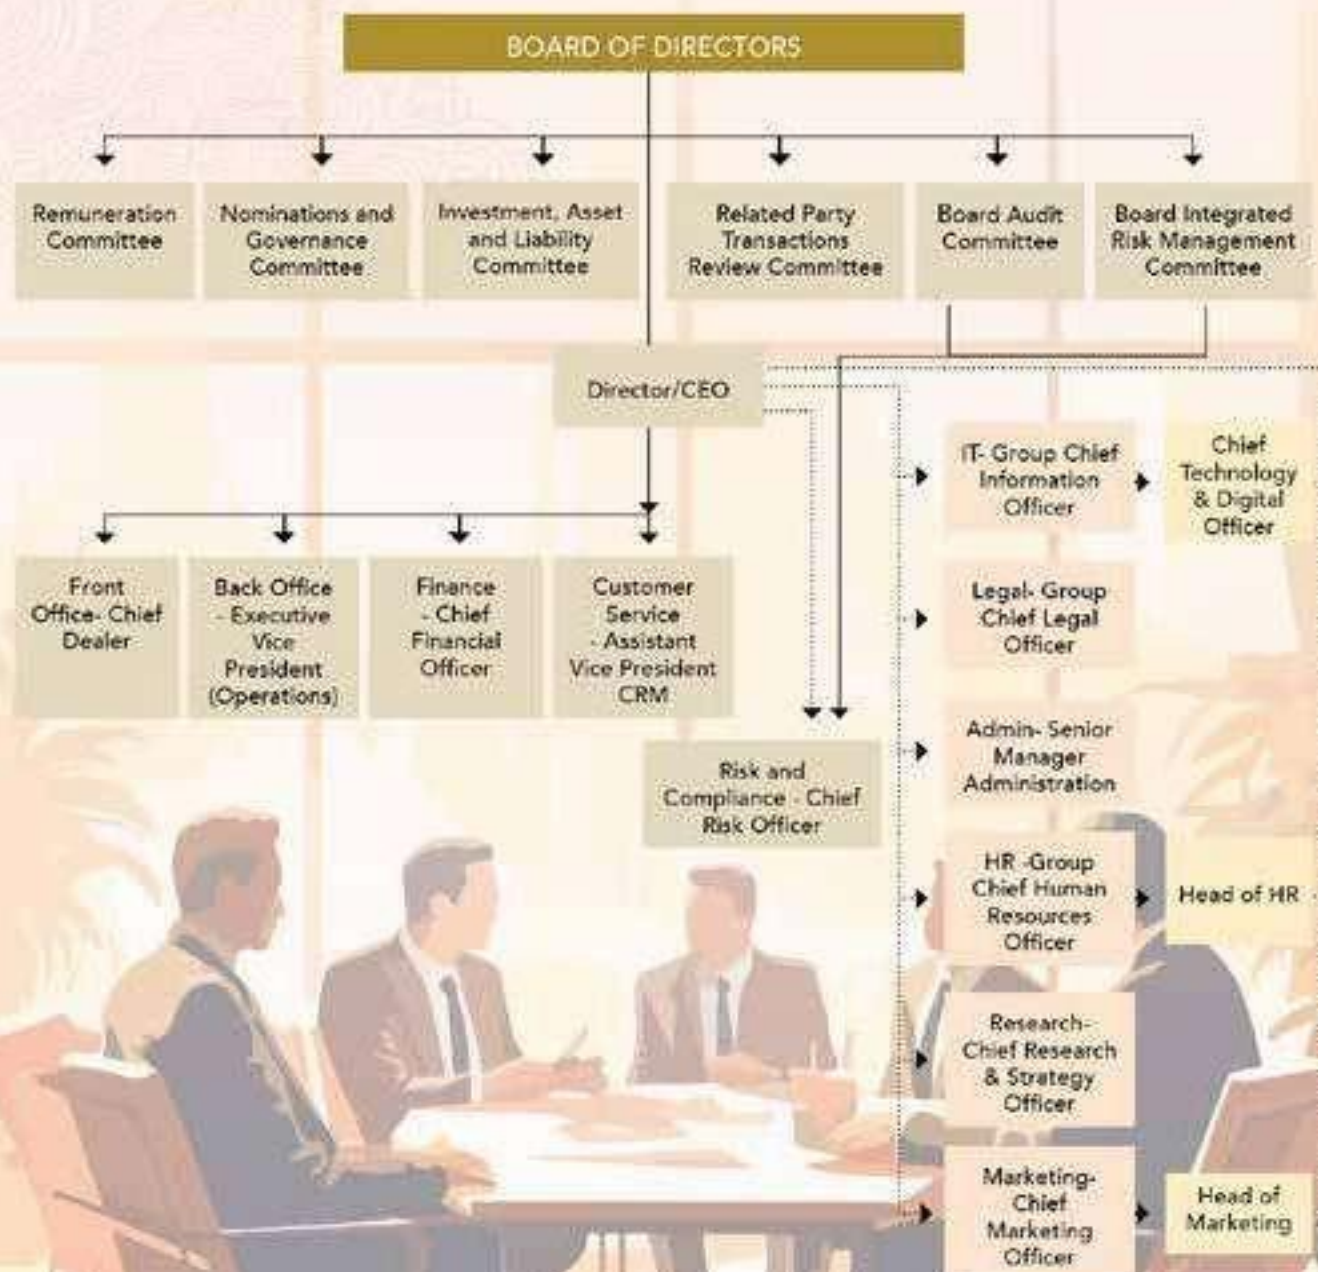 BOARD OF DIRECTORS
Remuneration
Committee
Nominations and
Governance
Committee
Investment, Asset
and Liability
Committee
Related Party
Transactions
Review Committee
Board Audit
Committee
Board Integrated
Risk Management
Committee
Director/CEO
Front
Office- Chief
Dealer
Back Office
- Executive
Vice
President
(Operations)
Finance
- Chief
Financial
Officer
Customer
Service
- Assistant
Vice President
CRM
Risk and
Compliance - Chief
Risk Officer
IT- Group Chief
Information
Officer
Chief
Technology
& Digital
Officer
Legal- Group
Chief Legal
Officer
Admin- Senior
Manager
Administration
HR -Group
Chief Human
Resources
Officer
Head of HR
Research-
Chief Research
& Strategy
Officer
Marketing-
Chief
Marketing
Officer
Head of
Marketing